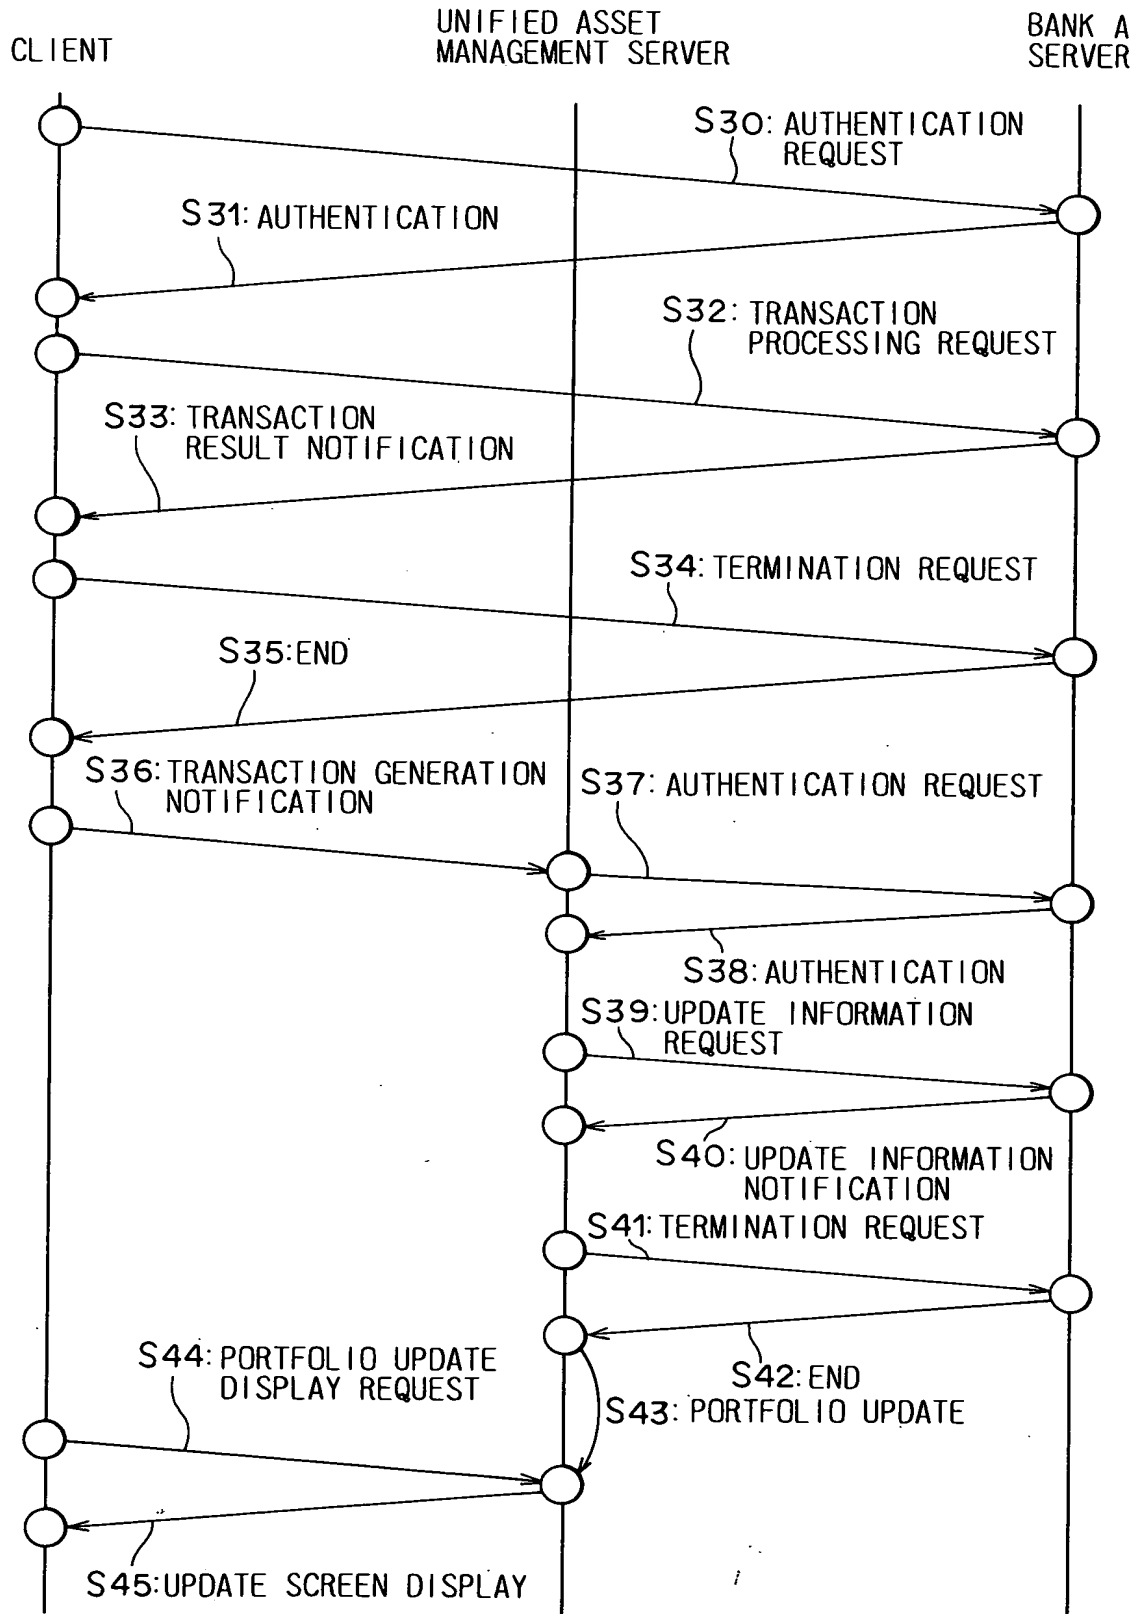 CLIENT
UNIFIED ASSET
MANAGEMENT SERVER
BANK A
SERVER
S30: AUTHENTICATION
REQUEST
S31: AUTHENTICATION
S32: TRANSACTION
PROCESSING REQUEST
S33: TRANSACTION
RESULT NOTIFICATION
S34: TERMINATION REQUEST
S35: END
S36: TRANSACTION GENERATION
NOTIFICATION
S37: AUTHENTICATION REQUEST
S38: AUTHENTICATION
S39: UPDATE INFORMATION
REQUEST
S40: UPDATE INFORMATION
NOTIFICATION
S41: TERMINATION REQUEST
S42: END
S43: PORTFOLIO UPDATE
S44: PORTFOLIO UPDATE
DISPLAY REQUEST
S45: UPDATE SCREEN DISPLAY